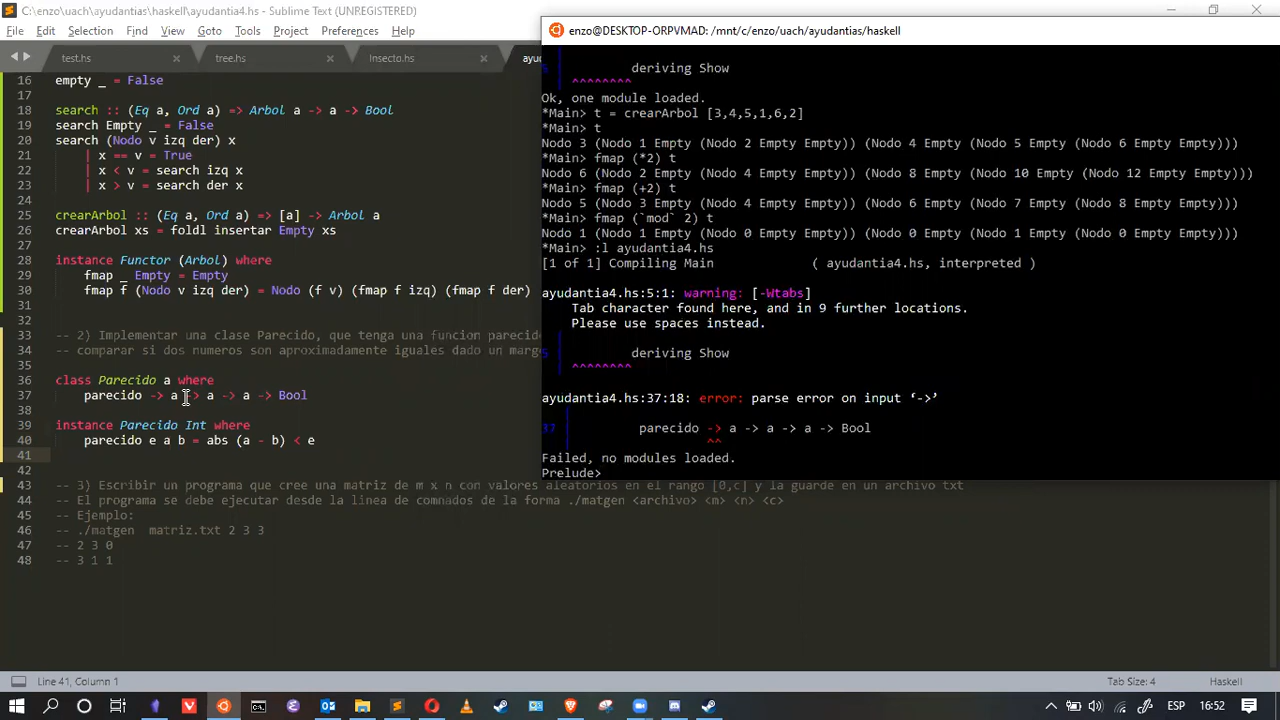 C:\enzo\uach\ayudantias\haskell\ayudantia4.hs - Sublime Text (UNREGISTERED)
File Edit Selection Find View Goto Tools Project Preferences Help
test.hs × tree.hs × Insecto.hs ×
16 empty _ = False
17
18 search :: (Eq a, Ord a) => Arbol a -> a -> Bool
19 search Empty _ = False
20 search (Nodo v izq der) x
21 | x == v = True
22 | x < v = search izq x
23 | x > v = search der x
24
25 crearArbol :: (Eq a, Ord a) => [a] -> Arbol a
26 crearArbol xs = foldl insertar Empty xs
27
28 instance Functor (Arbol) where
29 fmap _ Empty = Empty
30 fmap f (Nodo v izq der) = Nodo (f v) (fmap f izq) (fmap f der)
31
32
33 -- 2) Implementar una clase Parecido, que tenga una funcion parecido
34 -- comparar si dos numeros son aproximadamente iguales dado un marge
35
36 class Parecido a where
37 parecido -> a -> a -> a -> Bool
38
39 instance Parecido Int where
40 parecido e a b = abs (a - b) < e
41
42
43 -- 3) Escribir un programa que cree una matriz de m x n con valores aleatorios en el rango [0,c] y la guarde en un archivo txt
44 -- El programa se debe ejecutar desde la linea de comnados de la forma ./matgen <archivo> <m> <n> <c>
45 -- Ejemplo:
46 -- ./matgen  matriz.txt 2 3 3
47 -- 2 3 0
48 -- 3 1 1
enzo@DESKTOP-ORPVMAD: /mnt/c/enzo/uach/ayudantias/haskell
5 deriving Show
^^^^^^^^
Ok, one module loaded.
*Main> t = crearArbol [3,4,5,1,6,2]
*Main> t
Nodo 3 (Nodo 1 Empty (Nodo 2 Empty Empty)) (Nodo 4 Empty (Nodo 5 Empty (Nodo 6 Empty Empty)))
*Main> fmap (*2) t
Nodo 6 (Nodo 2 Empty (Nodo 4 Empty Empty)) (Nodo 8 Empty (Nodo 10 Empty (Nodo 12 Empty Empty)))
*Main> fmap (+2) t
Nodo 5 (Nodo 3 Empty (Nodo 4 Empty Empty)) (Nodo 6 Empty (Nodo 7 Empty (Nodo 8 Empty Empty)))
*Main> fmap (`mod` 2) t
Nodo 1 (Nodo 1 Empty (Nodo 0 Empty Empty)) (Nodo 0 Empty (Nodo 1 Empty (Nodo 0 Empty Empty)))
*Main> :l ayudantia4.hs
[1 of 1] Compiling Main ( ayudantia4.hs, interpreted )
ayudantia4.hs:5:1: warning: [-Wtabs]
Tab character found here, and in 9 further locations.
Please use spaces instead.
5 deriving Show
^^^^^^^^
ayudantia4.hs:37:18: error: parse error on input ‘->’
37 parecido -> a -> a -> a -> Bool
^^
Failed, no modules loaded.
Prelude>
Line 41, Column 1 Tab Size: 4 Haskell
ESP 16:52